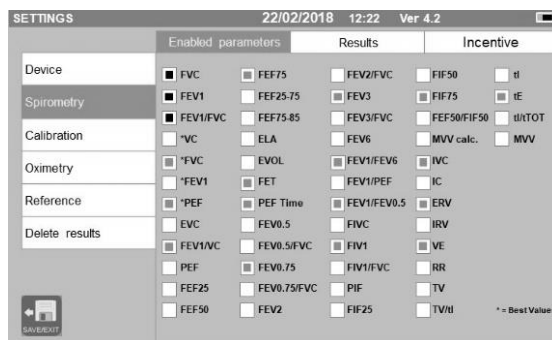 SETTINGS 22/02/2018 12:22 Ver 4.2
Enabled parameters Results Incentive
Device
Spirometry
Calibration
Oximetry
Reference
Delete results
SAVE/EXIT
FVC FEF75 FEV2/FVC FIF50 tI
FEV1 FEF25-75 FEV3 FIF75 tE
FEV1/FVC FEF75-85 FEV3/FVC FEF50/FIF50 tI/tTOT
*VC ELA FEV6 MVV calc. MVV
*FVC EVOL FEV1/FEV6 IVC
*FEV1 FET FEV1/PEF IC
*PEF PEF Time FEV1/FEV0.5 ERV
EVC FEV0.5 FIVC IRV
FEV1/VC FEV0.5/FVC FIV1 VE
PEF FEV0.75 FIV1/FVC RR
FEF25 FEV0.75/FVC PIF TV
FEF50 FEV2 FIF25 TV/tI * = Best Value